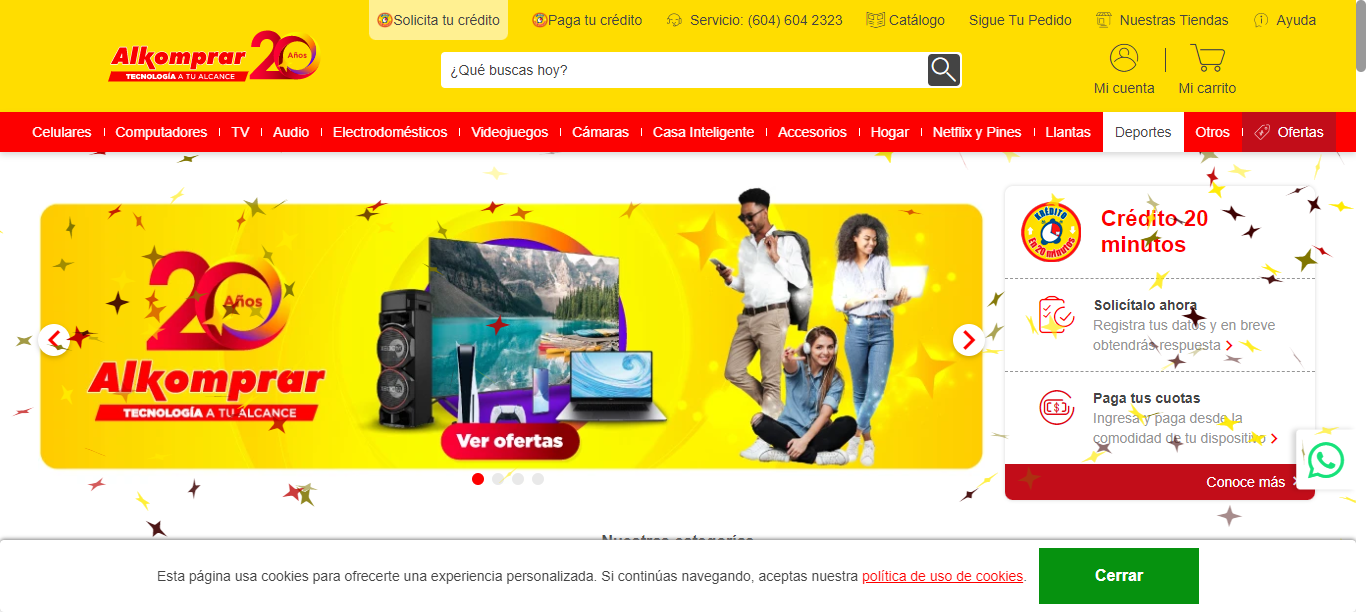 Solicita tu crédito
Paga tu crédito
Servicio: (604) 604 2323
Catálogo
Sigue Tu Pedido
Nuestras Tiendas
Ayuda
Alkomprar 20 Años
TECNOLOGÍA A TU ALCANCE
¿Qué buscas hoy?
Mi cuenta
Mi carrito
Celulares
Computadores
TV
Audio
Electrodomésticos
Videojuegos
Cámaras
Casa Inteligente
Accesorios
Hogar
Netflix y Pines
Llantas
Deportes
Otros
Ofertas
20 Años
Alkomprar
TECNOLOGÍA A TU ALCANCE
Ver ofertas
KRÉDITO
En 20 minutos
Crédito 20
minutos
Solicítalo ahora
Registra tus datos y en breve
obtendrás respuesta
Paga tus cuotas
Ingresa y paga desde la
comodidad de tu dispositivo
Conoce más
Nuestras categorías
Esta página usa cookies para ofrecerte una experiencia personalizada. Si continúas navegando, aceptas nuestra política de uso de cookies.
Cerrar